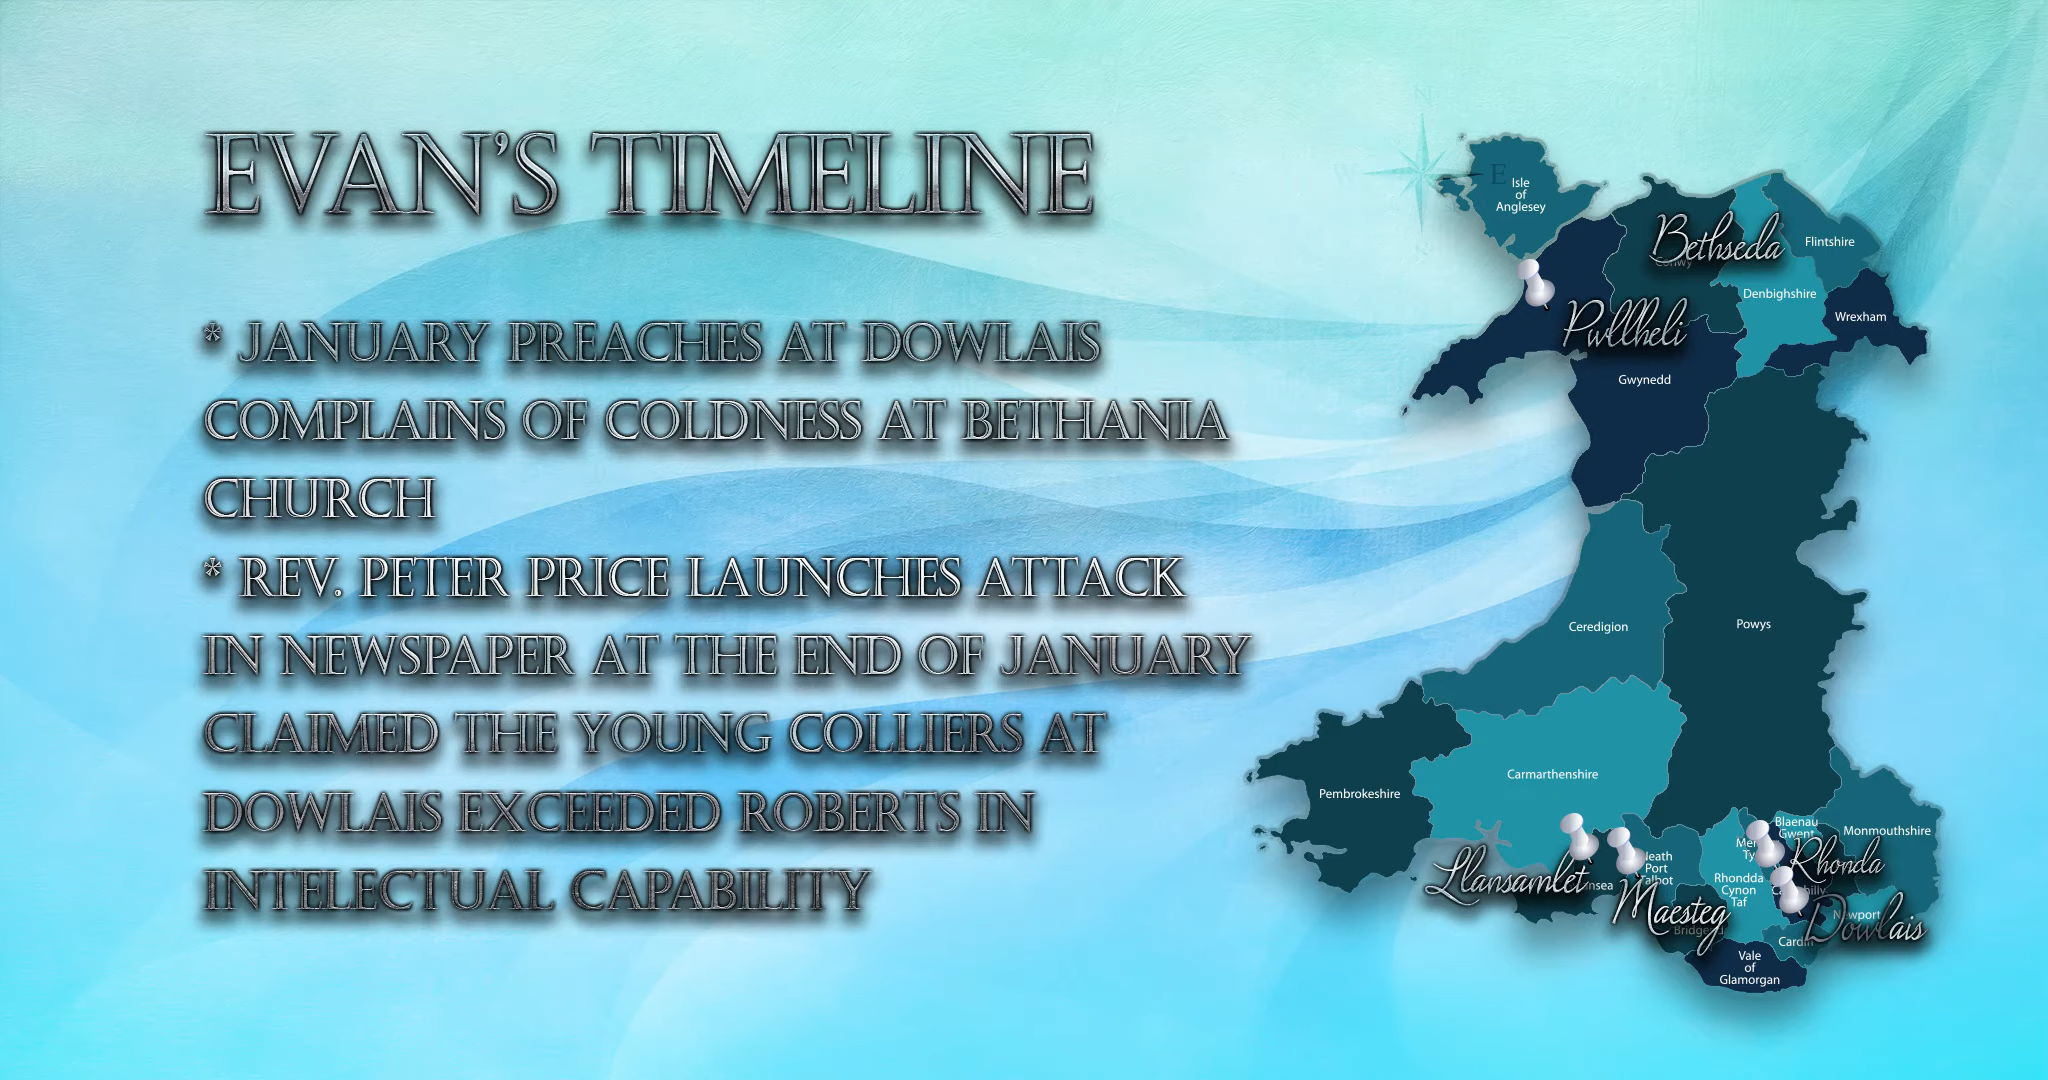 EVAN'S TIMELINE
* JANUARY PREACHES AT DOWLAIS
COMPLAINS OF COLDNESS AT BETHANIA
CHURCH
* REV. PETER PRICE LAUNCHES ATTACK
IN NEWSPAPER AT THE END OF JANUARY
CLAIMED THE YOUNG COLLIERS AT
DOWLAIS EXCEEDED ROBERTS IN
INTELECTUAL CAPABILITY
N
W
E
Isle
of
Anglesey
Bethseda
Flintshire
Denbighshire
Pwllheli
Wrexham
Gwynedd
Ceredigion
Powys
Carmarthenshire
Pembrokeshire
Blaenau
Gwent
Monmouthshire
Rhonda
Port
Rhondda
Cynon
Taf
Llansamlet
Maesteg
Newport
Dowlais
Vale
of
Glamorgan